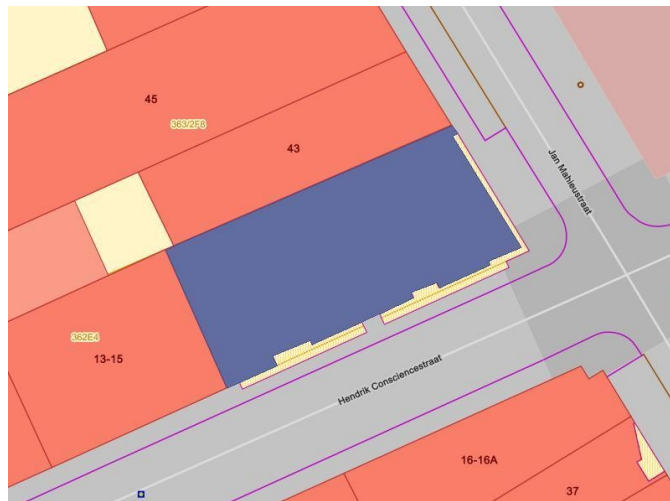 45
363/2F8
43
Jan Mahieustraat
362E4
13-15
Hendrik Consciencestraat
16-16A
37